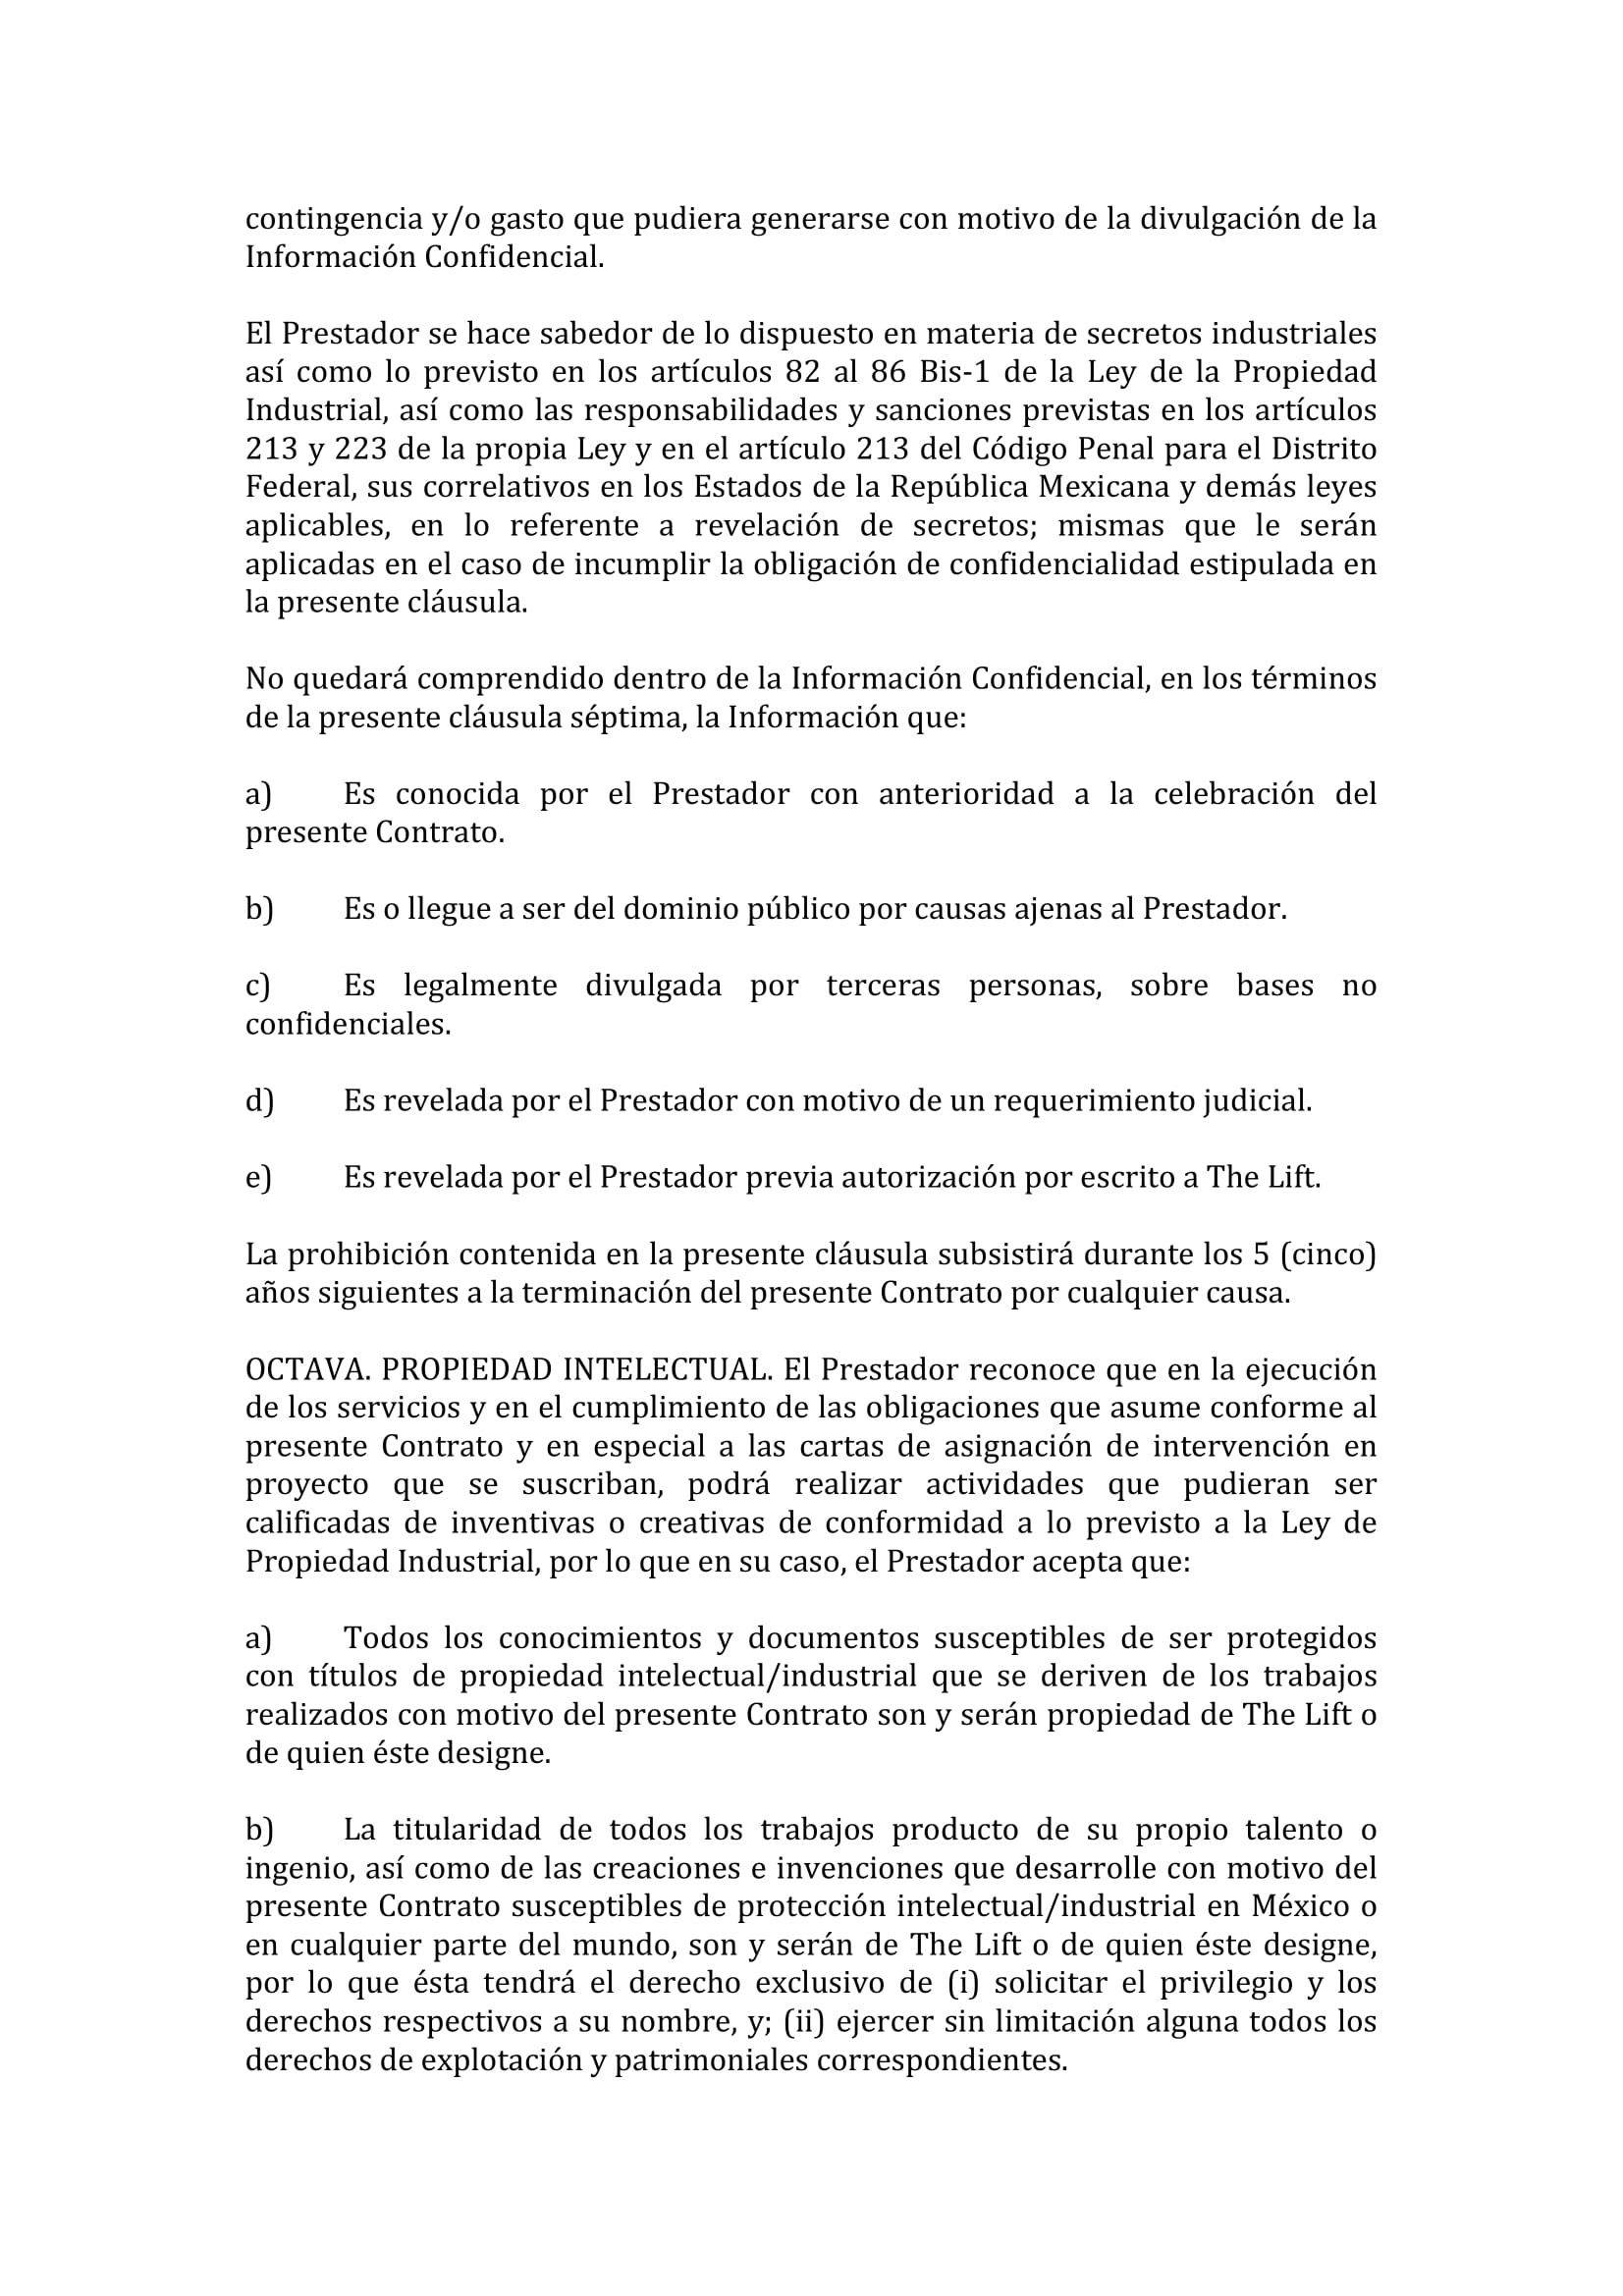 contingencia y/o gasto que pudiera generarse con motivo de la divulgación de la
Información Confidencial.
El Prestador se hace sabedor de lo dispuesto en materia de secretos industriales
así como lo previsto en los artículos 82 al 86 Bis-1 de la Ley de la Propiedad
Industrial, así como las responsabilidades y sanciones previstas en los artículos
213 y 223 de la propia Ley y en el artículo 213 del Código Penal para el Distrito
Federal, sus correlativos en los Estados de la República Mexicana y demás leyes
aplicables, en lo referente a revelación de secretos; mismas que le serán
aplicadas en el caso de incumplir la obligación de confidencialidad estipulada en
la presente cláusula.
No quedará comprendido dentro de la Información Confidencial, en los términos
de la presente cláusula séptima, la Información que:
a) Es conocida por el Prestador con anterioridad a la celebración del
presente Contrato.
b) Es o llegue a ser del dominio público por causas ajenas al Prestador.
c) Es legalmente divulgada por terceras personas, sobre bases no
confidenciales.
d) Es revelada por el Prestador con motivo de un requerimiento judicial.
e) Es revelada por el Prestador previa autorización por escrito a The Lift.
La prohibición contenida en la presente cláusula subsistirá durante los 5 (cinco)
años siguientes a la terminación del presente Contrato por cualquier causa.
OCTAVA. PROPIEDAD INTELECTUAL. El Prestador reconoce que en la ejecución
de los servicios y en el cumplimiento de las obligaciones que asume conforme al
presente Contrato y en especial a las cartas de asignación de intervención en
proyecto que se suscriban, podrá realizar actividades que pudieran ser
calificadas de inventivas o creativas de conformidad a lo previsto a la Ley de
Propiedad Industrial, por lo que en su caso, el Prestador acepta que:
a) Todos los conocimientos y documentos susceptibles de ser protegidos
con títulos de propiedad intelectual/industrial que se deriven de los trabajos
realizados con motivo del presente Contrato son y serán propiedad de The Lift o
de quien éste designe.
b) La titularidad de todos los trabajos producto de su propio talento o
ingenio, así como de las creaciones e invenciones que desarrolle con motivo del
presente Contrato susceptibles de protección intelectual/industrial en México o
en cualquier parte del mundo, son y serán de The Lift o de quien éste designe,
por lo que ésta tendrá el derecho exclusivo de (i) solicitar el privilegio y los
derechos respectivos a su nombre, y; (ii) ejercer sin limitación alguna todos los
derechos de explotación y patrimoniales correspondientes.